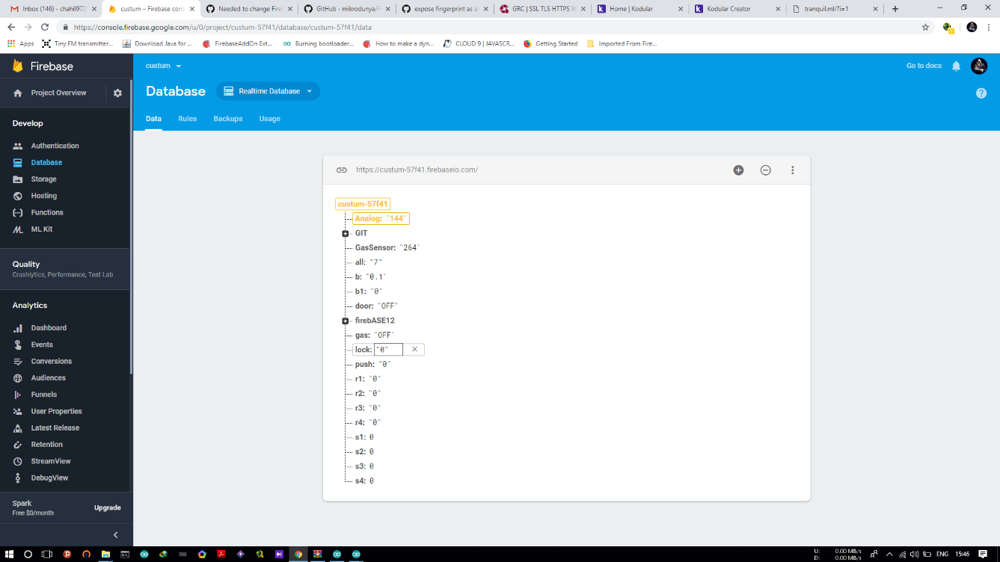 Inbox (146) - chahil972
custum – Firebase cons
Needed to change Fire
GitHub - mikrodunya/F
expose fingerprint as a
GRC | SSL TLS HTTPS W
Home | Kodular
Kodular Creator
tranquil.ml/?i=1
https://console.firebase.google.com/u/0/project/custum-57f41/database/custum-57f41/data
Apps
Tiny FM transmitter...
Download Java for ...
FirebaseAddOn Ext...
Burning bootloader...
How to make a dyn...
CLOUD 9 | JAVASCR...
Getting Started
Imported From Fire...
Firebase
Project Overview
Develop
Authentication
Database
Storage
Hosting
Functions
ML Kit
Quality
Crashlytics, Performance, Test Lab
Analytics
Dashboard
Events
Conversions
Audiences
Funnels
User Properties
Latest Release
Retention
StreamView
DebugView
Spark
Free $0/month
Upgrade
custum
Go to docs
Database
Realtime Database
Data
Rules
Backups
Usage
https://custum-57f41.firebaseio.com/
custum-57f41
Analog: "144"
GIT
GasSensor: "264"
all: "7"
b: "0.1"
b1: "0"
door: "OFF"
firebASE12
gas: "OFF"
lock: "0"
push: "0"
r1: "0"
r2: "0"
r3: "0"
r4: "0"
s1: 0
s2: 0
s3: 0
s4: 0
U: 0.00 MB/s
D: 0.00 MB/s
ENG
15:46